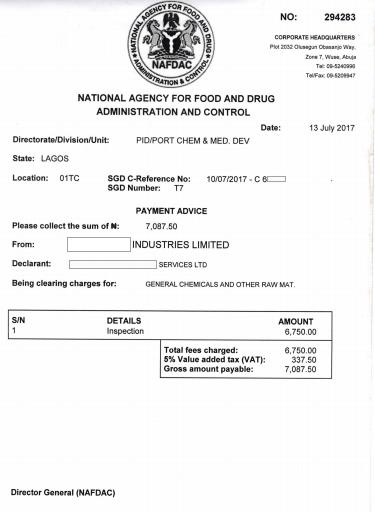 NATIONAL AGENCY FOR FOOD AND DRUG
NAFDAC
ADMINISTRATION & CONTROL
NO: 294283
CORPORATE HEADQUARTERS
Plot 2032 Olusegun Obasanjo Way.
Zone 7, Wuse, Abuja
Tel: 09-5240996
Tel/Fax: 09-5209947
NATIONAL AGENCY FOR FOOD AND DRUG
ADMINISTRATION AND CONTROL
Date: 13 July 2017
Directorate/Division/Unit: PID/PORT CHEM & MED. DEV
State: LAGOS
Location: 01TC SGD C-Reference No: 10/07/2017 - C 6
SGD Number: T7
PAYMENT ADVICE
Please collect the sum of ₦: 7,087.50
From: INDUSTRIES LIMITED
Declarant: SERVICES LTD
Being clearing charges for: GENERAL CHEMICALS AND OTHER RAW MAT.
S/N DETAILS AMOUNT
1 Inspection 6,750.00
Total fees charged: 6,750.00
5% Value added tax (VAT): 337.50
Gross amount payable: 7,087.50
Director General (NAFDAC)